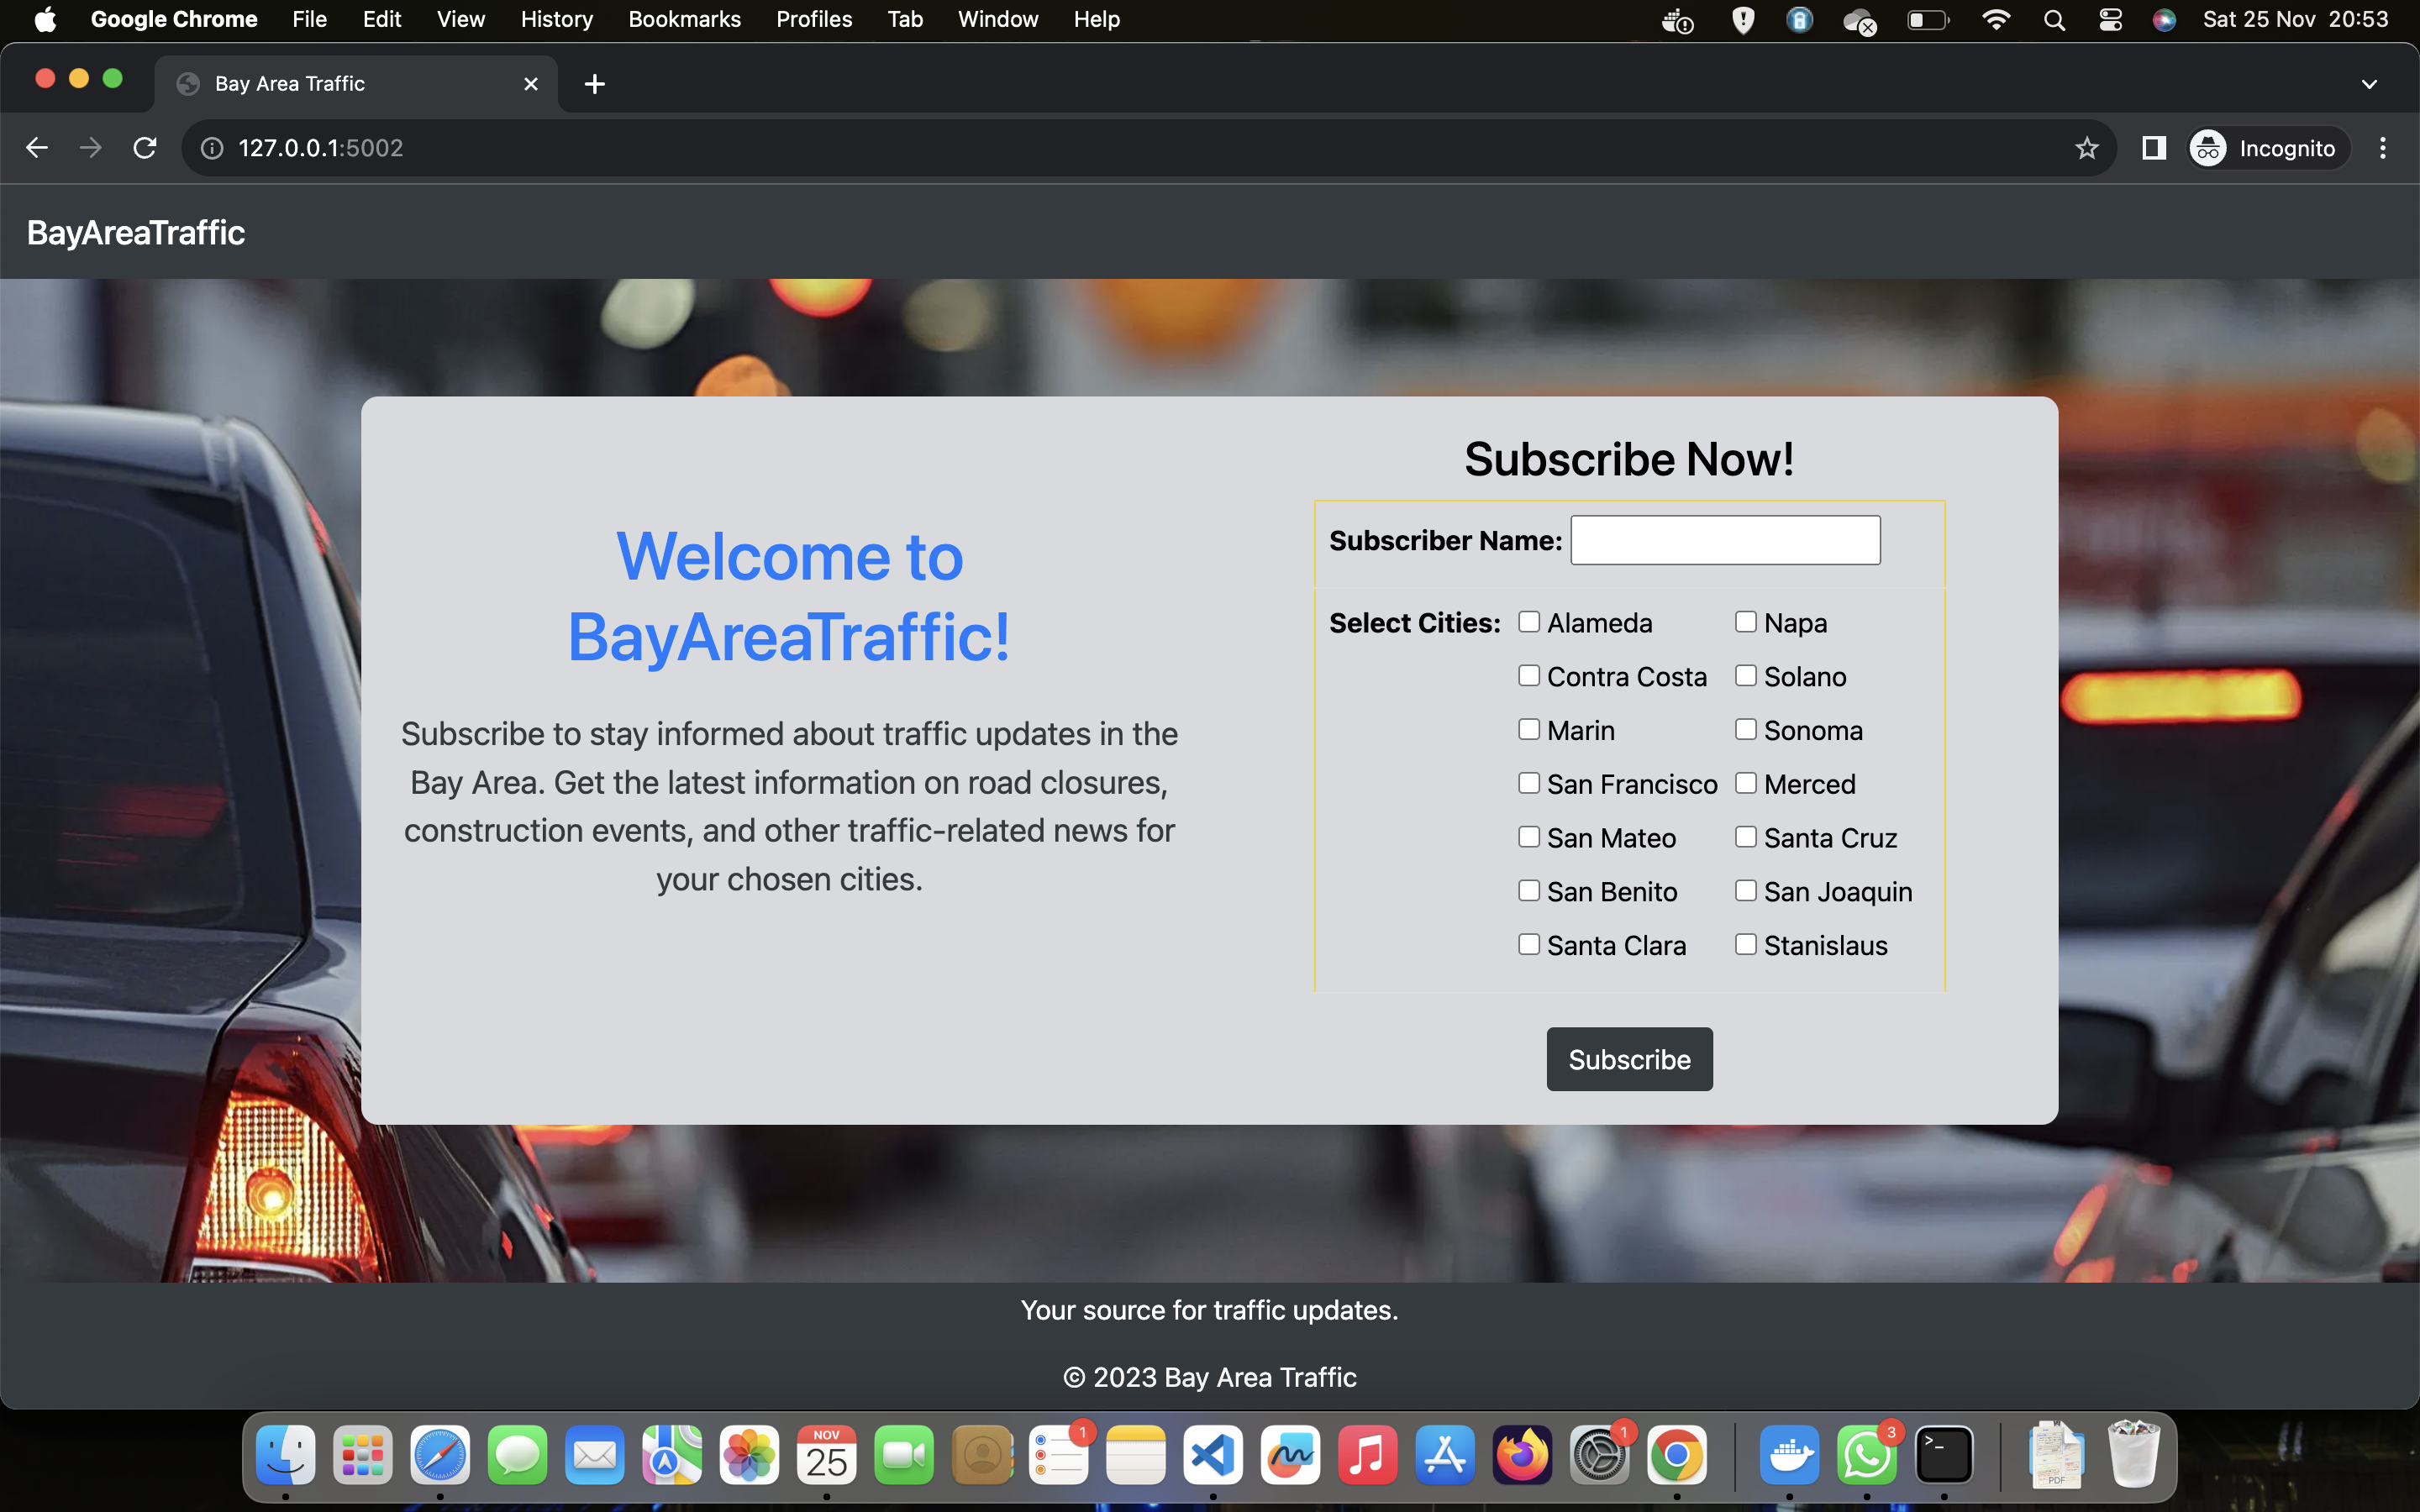 Google Chrome File Edit View History Bookmarks Profiles Tab Window Help Sat 25 Nov 20:53
Bay Area Traffic
127.0.0.1:5002 Incognito
BayAreaTraffic
Welcome to
BayAreaTraffic!
Subscribe to stay informed about traffic updates in the
Bay Area. Get the latest information on road closures,
construction events, and other traffic-related news for
your chosen cities.
Subscribe Now!
Subscriber Name:
Select Cities: Alameda Napa
Contra Costa Solano
Marin Sonoma
San Francisco Merced
San Mateo Santa Cruz
San Benito San Joaquin
Santa Clara Stanislaus
Subscribe
Your source for traffic updates.
© 2023 Bay Area Traffic
NOV
25
1
1
3
>_
PDF